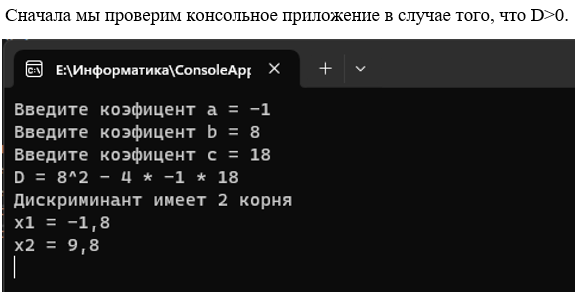 Сначала мы проверим консольное приложение в случае того, что D>0.
E:\Информатика\ConsoleApp
Введите коэфицент a = -1
Введите коэфицент b = 8
Введите коэфицент c = 18
D = 8^2 - 4 * -1 * 18
Дискриминант имеет 2 корня
x1 = -1,8
x2 = 9,8